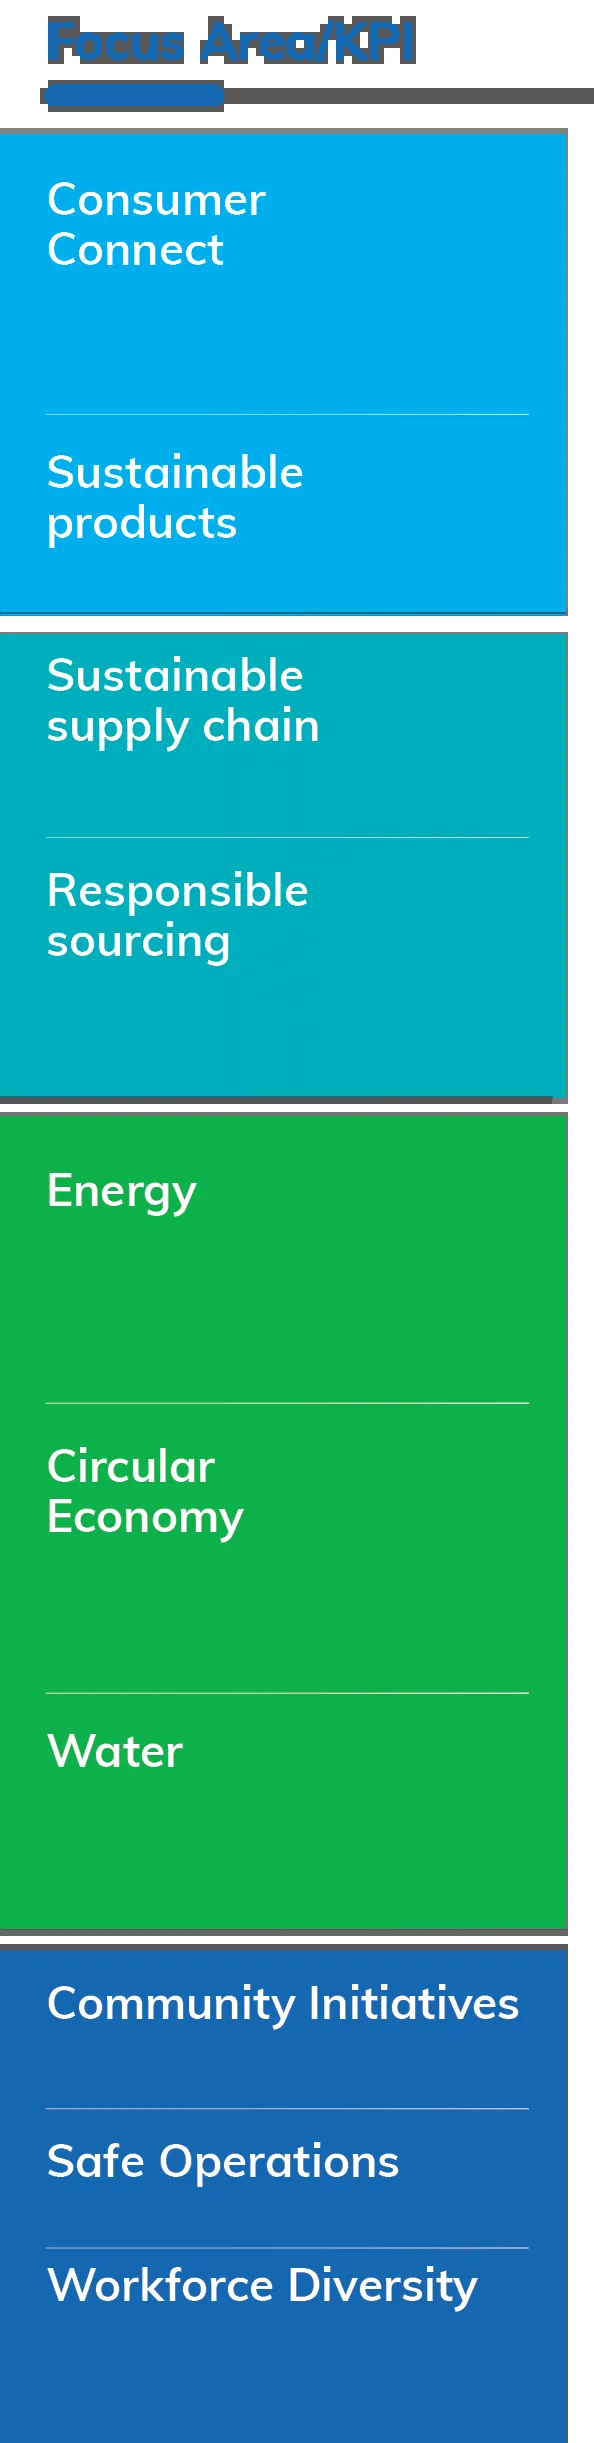 Focus Area/KPI
Consumer
Connect
Sustainable
products
Sustainable
supply chain
Responsible
sourcing
Energy
Circular
Economy
Water
Community Initiatives
Safe Operations
Workforce Diversity